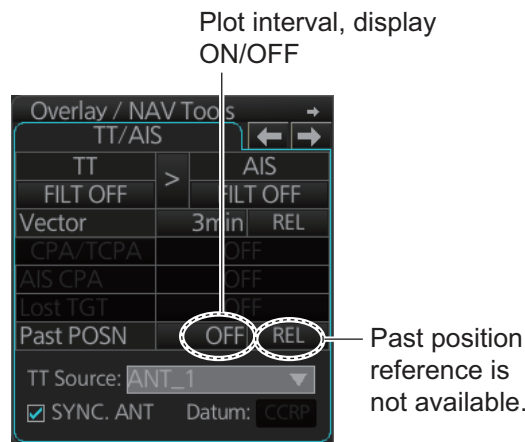 Plot interval, display
ON/OFF
Overlay / NAV Tools
TT/AIS
TT > AIS
FILT OFF FILT OFF
Vector 3min REL
CPA/TCPA OFF
AIS CPA OFF
Lost TGT OFF
Past POSN OFF REL
Past position
reference is
not available.
TT Source: ANT_1
SYNC. ANT Datum: CCRP